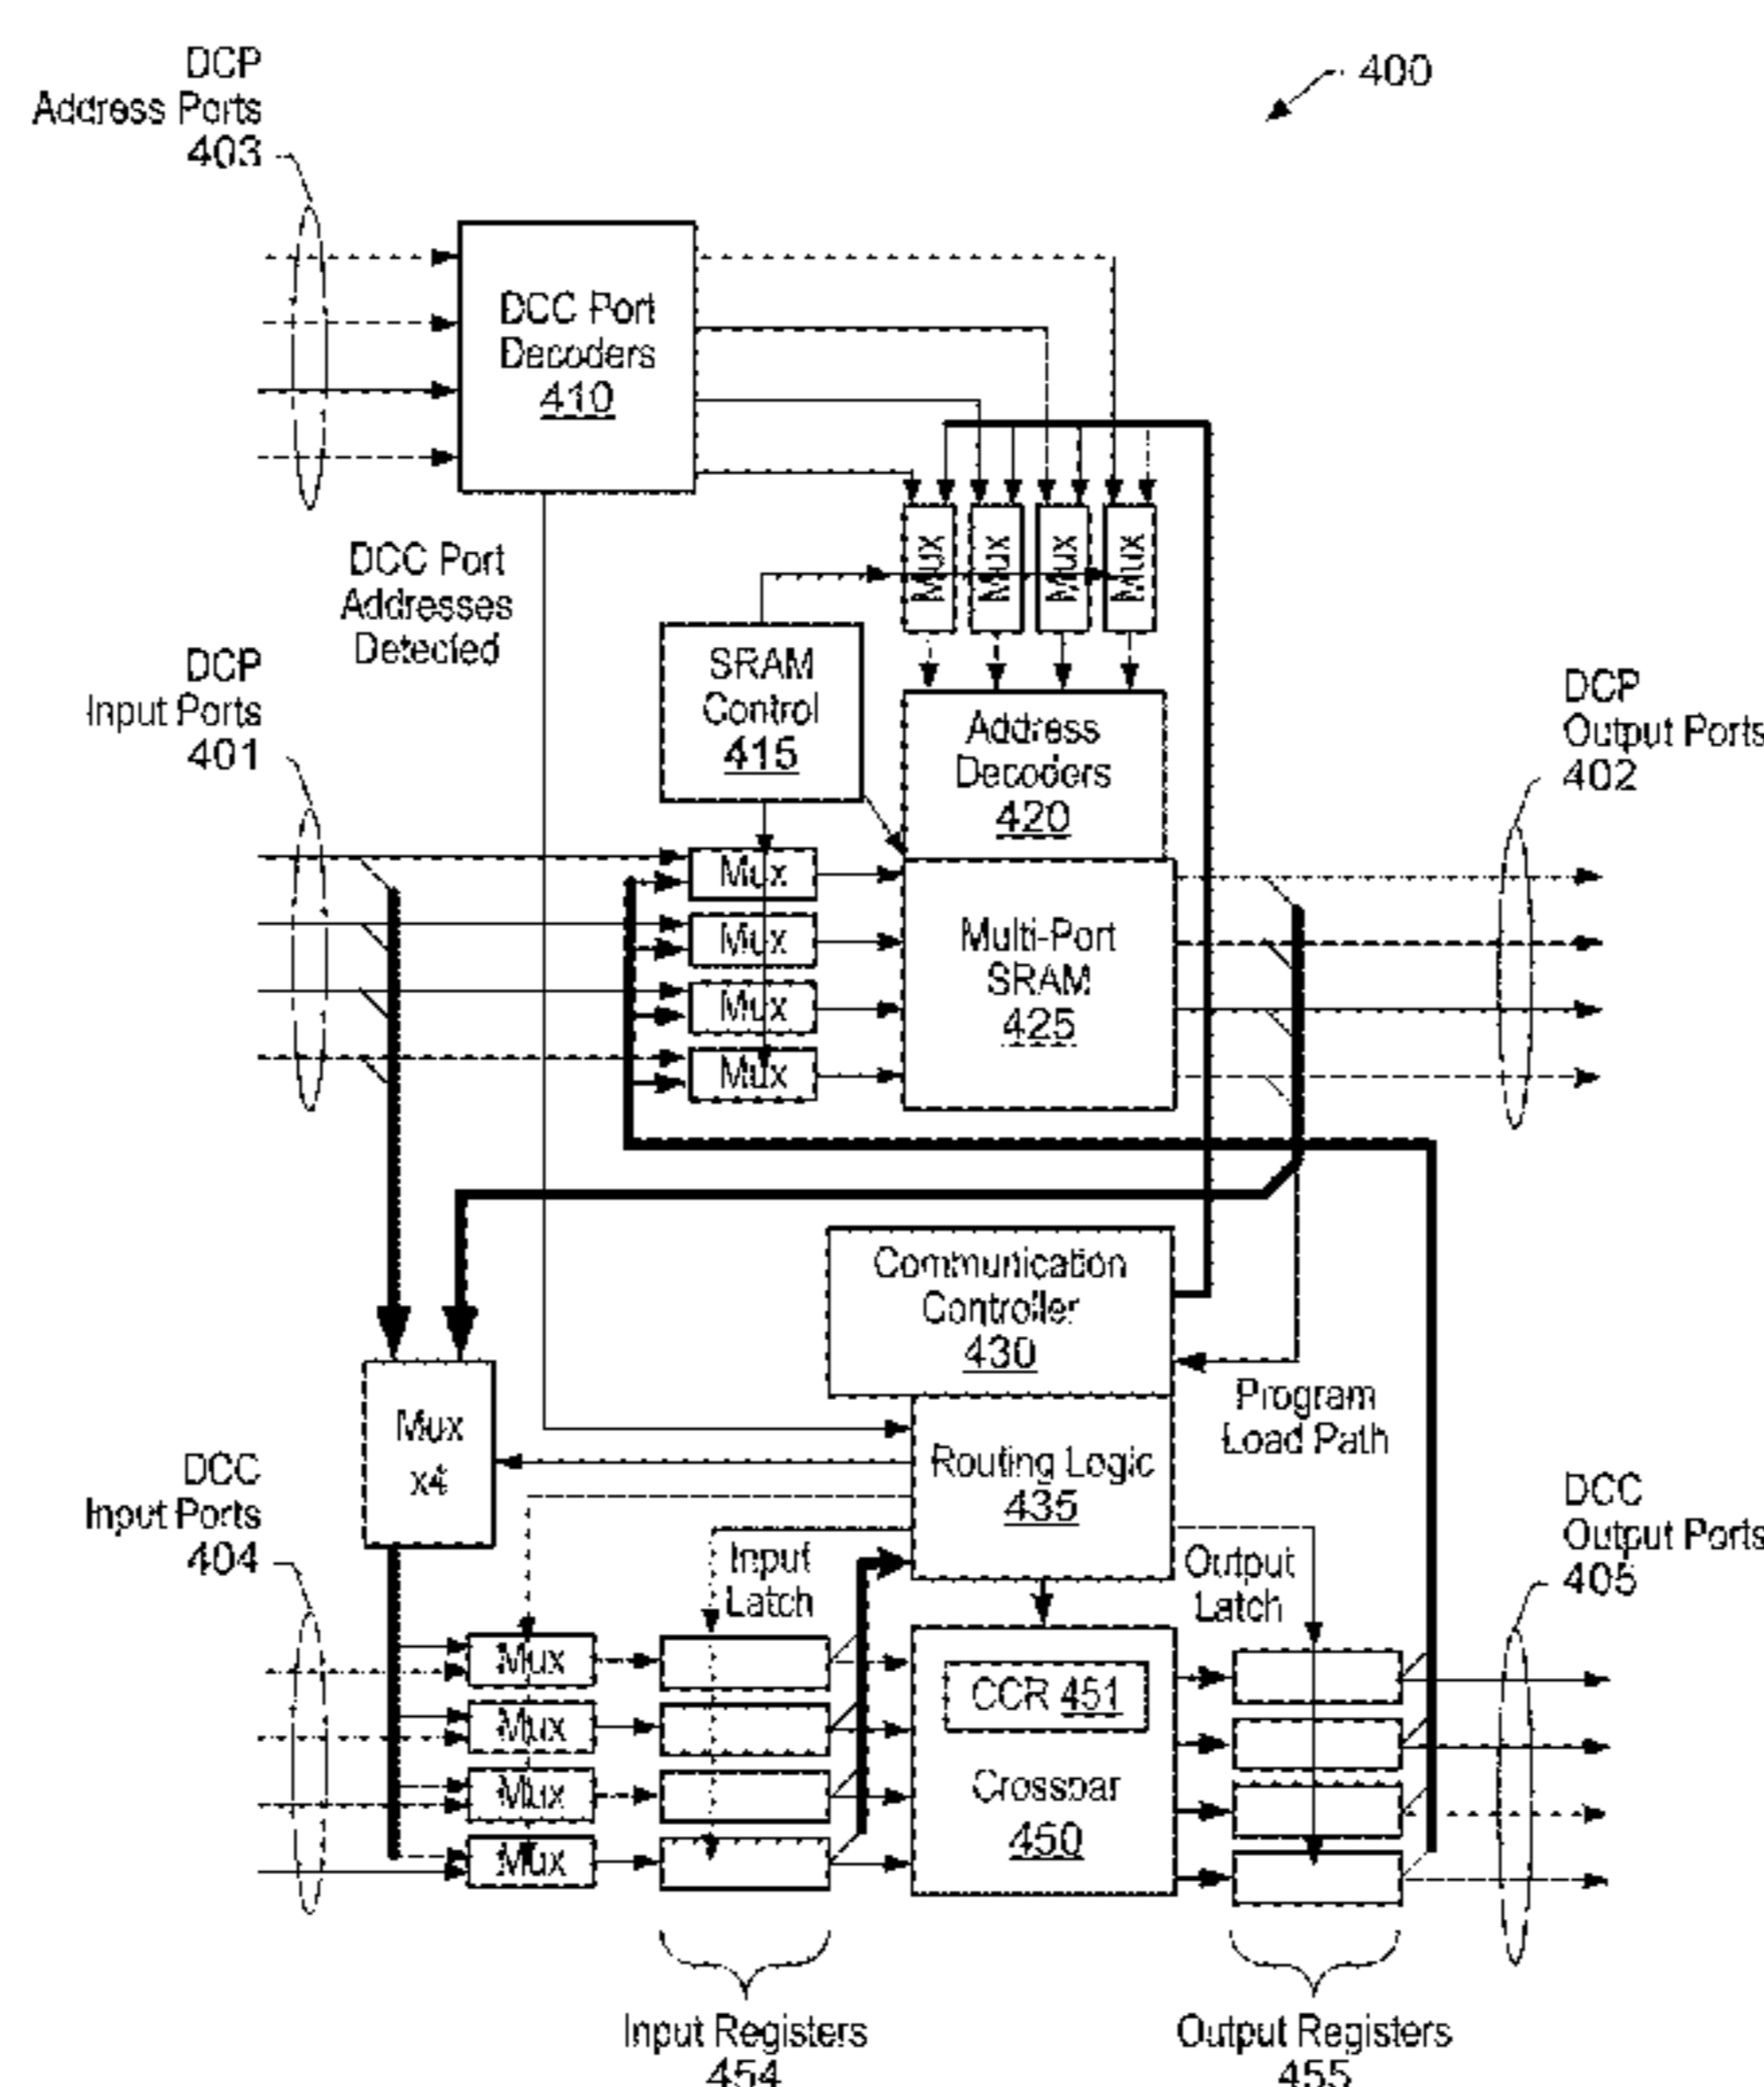 400
DCP
Address Ports
403
DCC Port
Decoders
410
Mux
Mux
Mux
Mux
DCC Port
Addresses
Detected
SRAM
Control
415
Address
Decoders
420
DCP
Input Ports
401
DCP
Output Ports
402
Mux
Mux
Mux
Mux
Multi-Port
SRAM
425
Communication
Controller
430
Program
Load Path
Mux
x4
Routing Logic
435
DCC
Input Ports
404
Input
Latch
Output
Latch
DCC
Output Ports
405
Mux
Mux
Mux
Mux
CCR 451
Crossbar
450
Input Registers
454
Output Registers
455